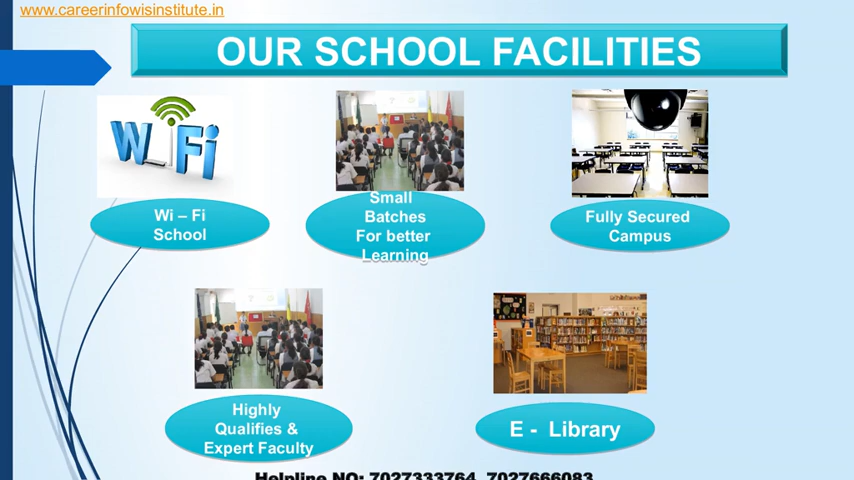 www.careerinfowisinstitute.in
OUR SCHOOL FACILITIES
WiFi
Wi – Fi
School
Small
Batches
For better
Learning
Fully Secured
Campus
Highly
Qualifies &
Expert Faculty
E - Library
Helpline NO: 7027333764, 7027666083